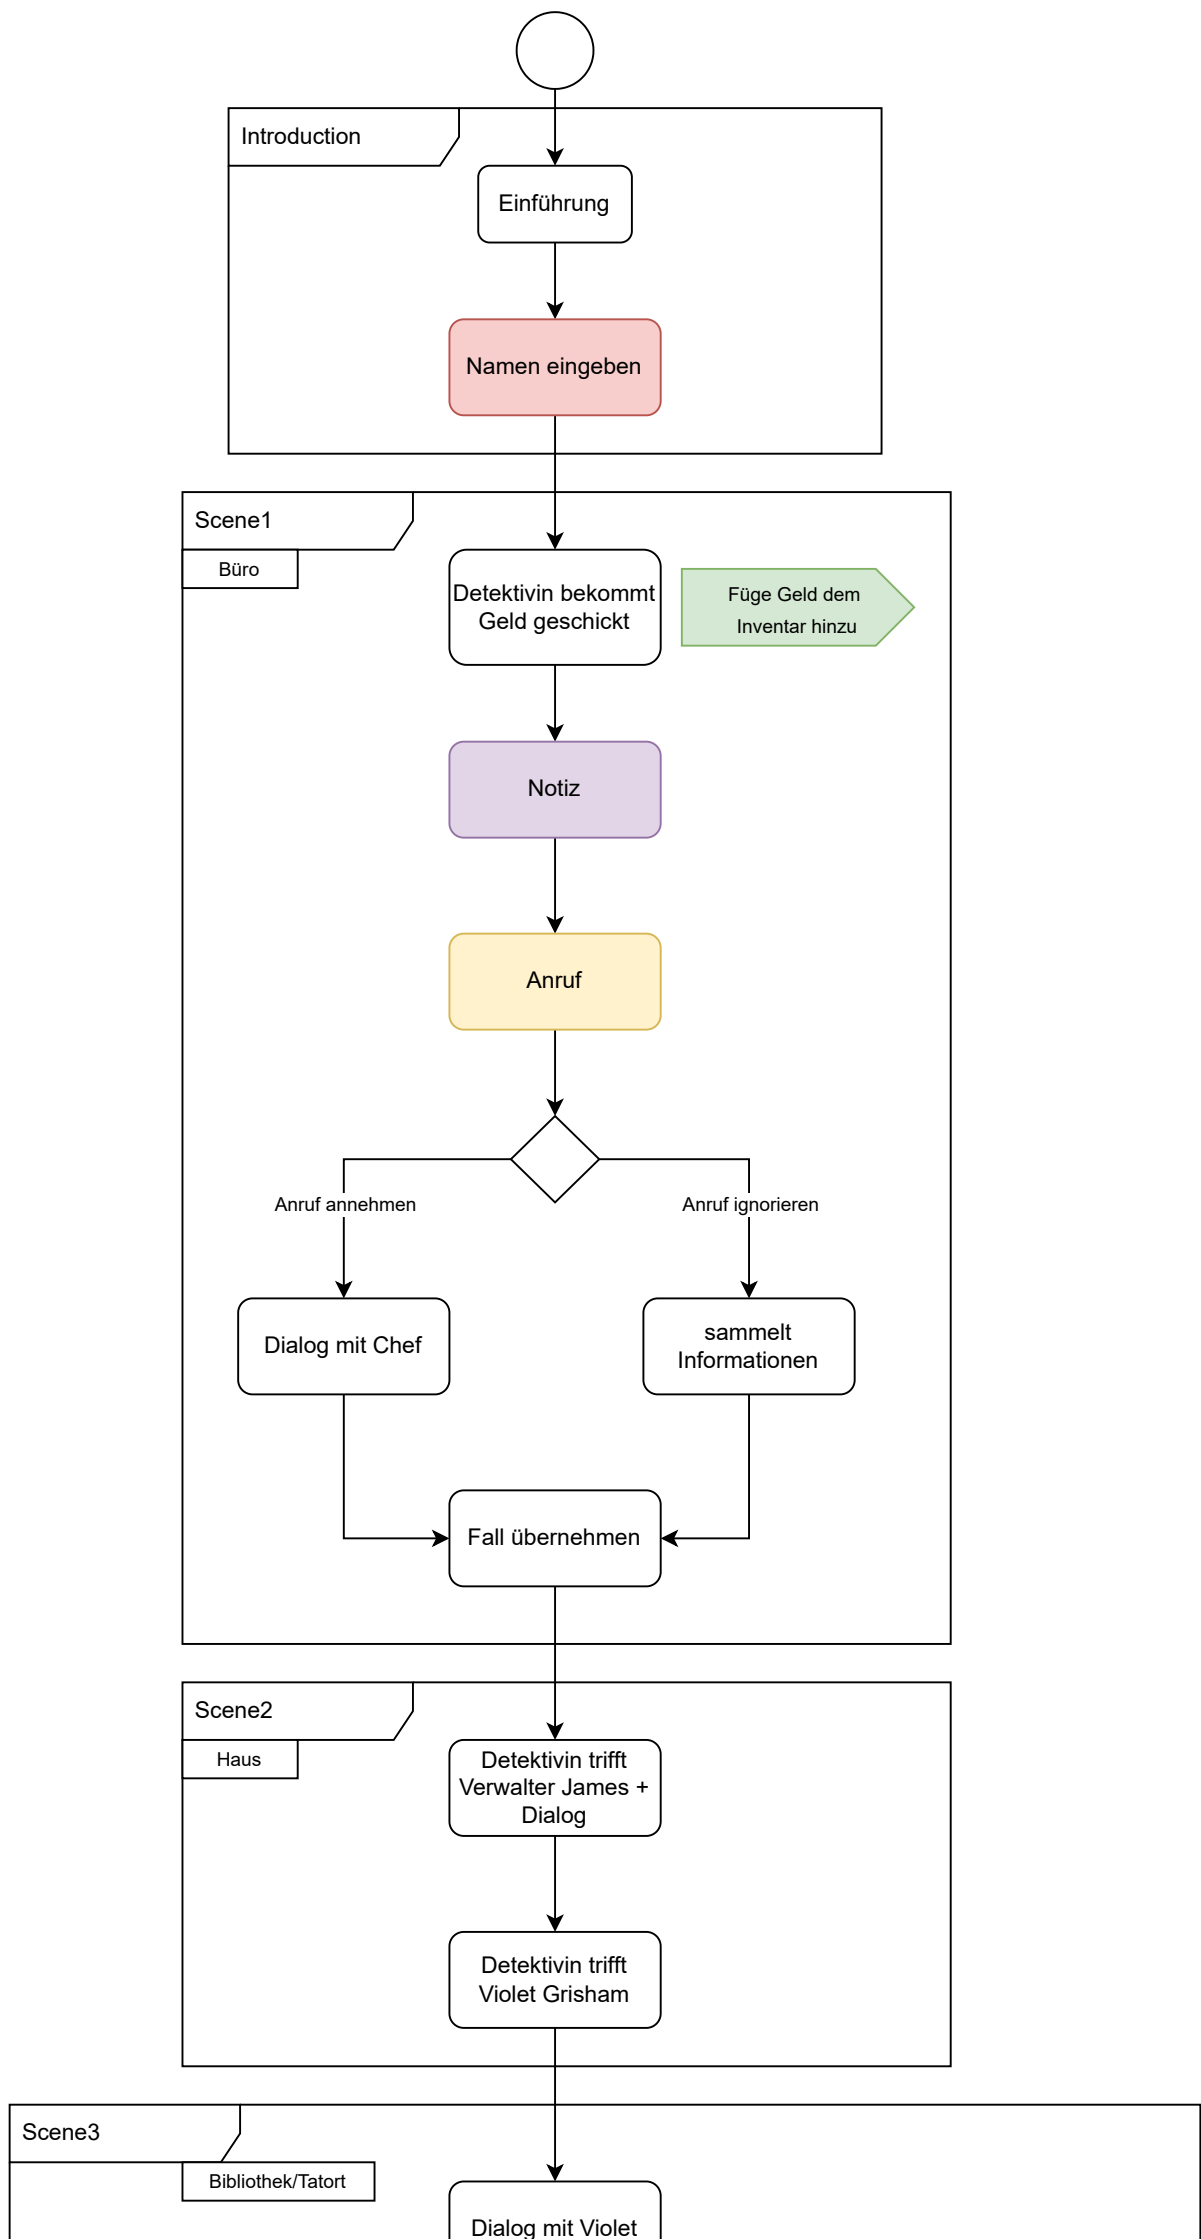 Introduction
Einführung
Namen eingeben
Scene1
Büro
Detektivin bekommt
Geld geschickt
Füge Geld dem
Inventar hinzu
Notiz
Anruf
Anruf annehmen
Anruf ignorieren
Dialog mit Chef
sammelt
Informationen
Fall übernehmen
Scene2
Haus
Detektivin trifft
Verwalter James +
Dialog
Detektivin trifft
Violet Grisham
Scene3
Bibliothek/Tatort
Dialog mit Violet